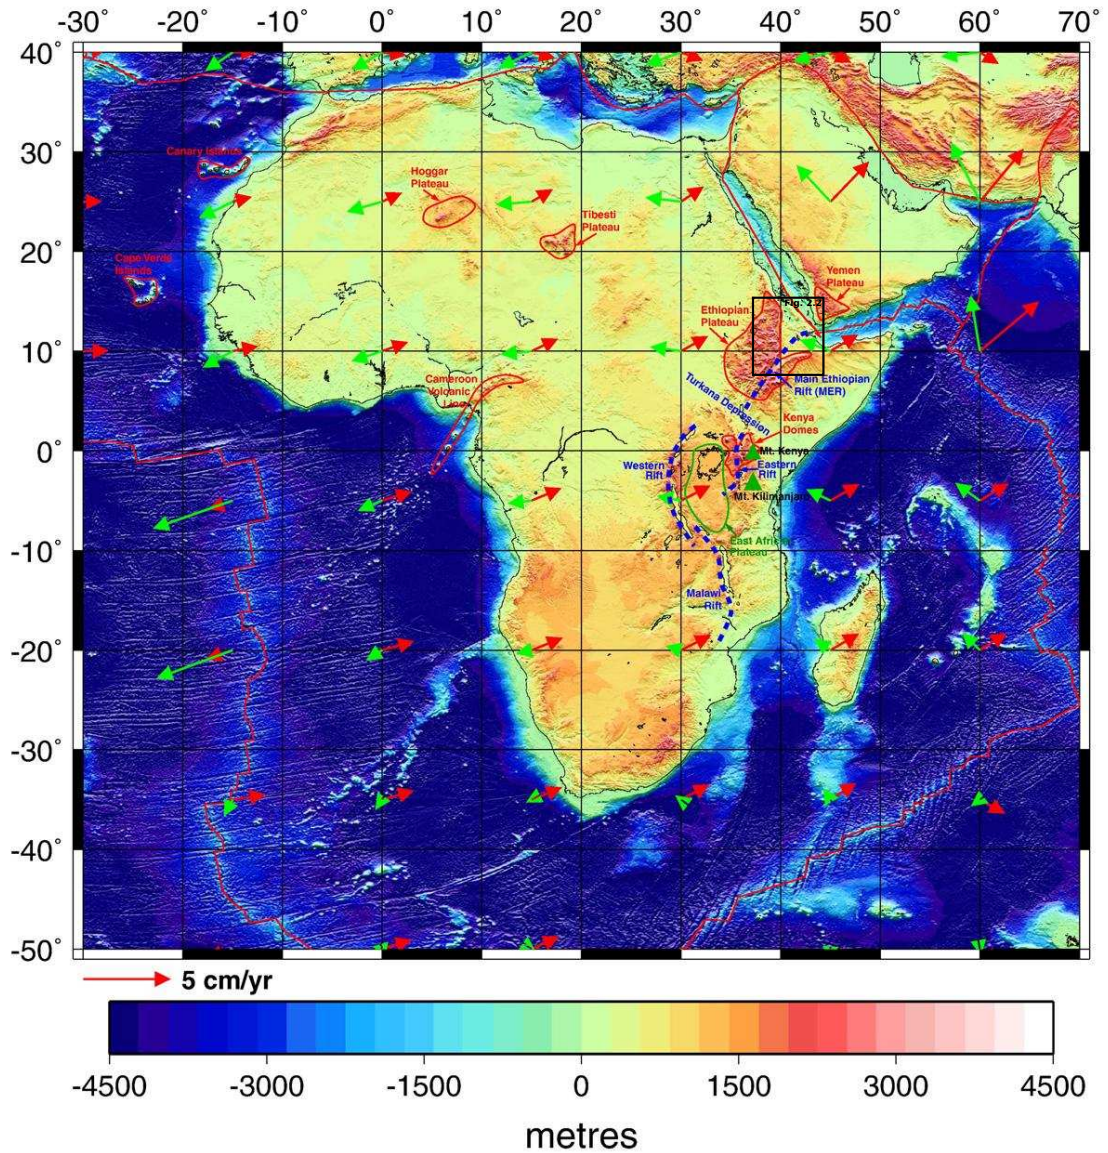 -30° -20° -10° 0° 10° 20° 30° 40° 50° 60° 70°
40°
30°
20°
10°
0°
-10°
-20°
-30°
-40°
-50°
Canary Islands
Hoggar
Plateau
Tibesti
Plateau
Cape Verde
Islands
Yemen
Plateau
Fig. 2.2
Ethiopian
Plateau
Main Ethiopian
Rift (MER)
Cameroon
Volcanic
Line
Turkana Depression
Kenya
Domes
Mt. Kenya
Western
Rift
Eastern
Rift
Mt. Kilimanjaro
East African
Plateau
Malawi
Rift
5 cm/yr
-4500 -3000 -1500 0 1500 3000 4500
metres